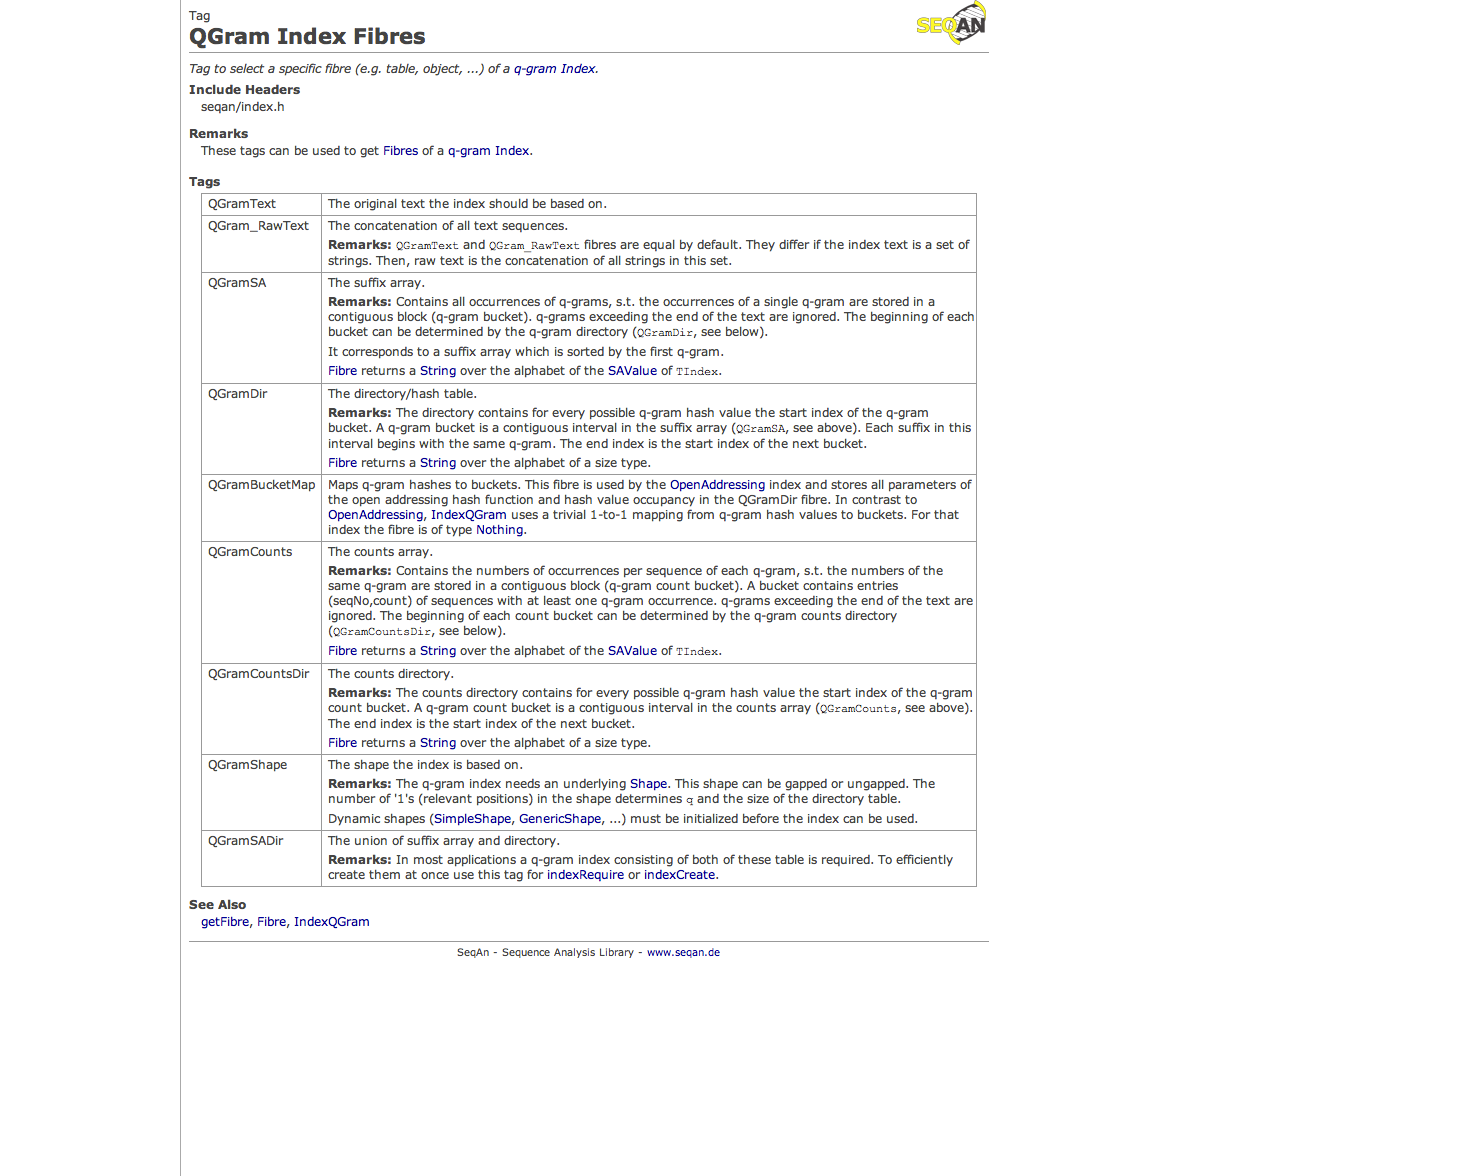 Tag
SEQAN
QGram Index Fibres
Tag to select a specific fibre (e.g. table, object, ...) of a q-gram Index.
Include Headers
seqan/index.h
Remarks
These tags can be used to get Fibres of a q-gram Index.
Tags
QGramText The original text the index should be based on.
QGram_RawText The concatenation of all text sequences.
Remarks: QGramText and QGram_RawText fibres are equal by default. They differ if the index text is a set of
strings. Then, raw text is the concatenation of all strings in this set.
QGramSA The suffix array.
Remarks: Contains all occurrences of q-grams, s.t. the occurrences of a single q-gram are stored in a
contiguous block (q-gram bucket). q-grams exceeding the end of the text are ignored. The beginning of each
bucket can be determined by the q-gram directory (QGramDir, see below).
It corresponds to a suffix array which is sorted by the first q-gram.
Fibre returns a String over the alphabet of the SAValue of TIndex.
QGramDir The directory/hash table.
Remarks: The directory contains for every possible q-gram hash value the start index of the q-gram
bucket. A q-gram bucket is a contiguous interval in the suffix array (QGramSA, see above). Each suffix in this
interval begins with the same q-gram. The end index is the start index of the next bucket.
Fibre returns a String over the alphabet of a size type.
QGramBucketMap Maps q-gram hashes to buckets. This fibre is used by the OpenAddressing index and stores all parameters of
the open addressing hash function and hash value occupancy in the QGramDir fibre. In contrast to
OpenAddressing, IndexQGram uses a trivial 1-to-1 mapping from q-gram hash values to buckets. For that
index the fibre is of type Nothing.
QGramCounts The counts array.
Remarks: Contains the numbers of occurrences per sequence of each q-gram, s.t. the numbers of the
same q-gram are stored in a contiguous block (q-gram count bucket). A bucket contains entries
(seqNo,count) of sequences with at least one q-gram occurrence. q-grams exceeding the end of the text are
ignored. The beginning of each count bucket can be determined by the q-gram counts directory
(QGramCountsDir, see below).
Fibre returns a String over the alphabet of the SAValue of TIndex.
QGramCountsDir The counts directory.
Remarks: The counts directory contains for every possible q-gram hash value the start index of the q-gram
count bucket. A q-gram count bucket is a contiguous interval in the counts array (QGramCounts, see above).
The end index is the start index of the next bucket.
Fibre returns a String over the alphabet of a size type.
QGramShape The shape the index is based on.
Remarks: The q-gram index needs an underlying Shape. This shape can be gapped or ungapped. The
number of '1's (relevant positions) in the shape determines q and the size of the directory table.
Dynamic shapes (SimpleShape, GenericShape, ...) must be initialized before the index can be used.
QGramSADir The union of suffix array and directory.
Remarks: In most applications a q-gram index consisting of both of these table is required. To efficiently
create them at once use this tag for indexRequire or indexCreate.
See Also
getFibre, Fibre, IndexQGram
SeqAn - Sequence Analysis Library - www.seqan.de